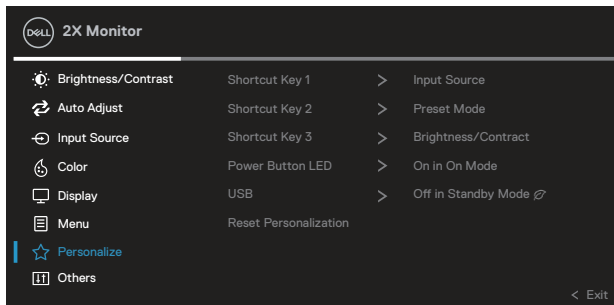 DELL 2X Monitor
Brightness/Contrast Shortcut Key 1 > Input Source
Auto Adjust Shortcut Key 2 > Preset Mode
Input Source Shortcut Key 3 > Brightness/Contract
Color Power Button LED > On in On Mode
Display USB > Off in Standby Mode
Menu Reset Personalization
Personalize
Others
< Exit